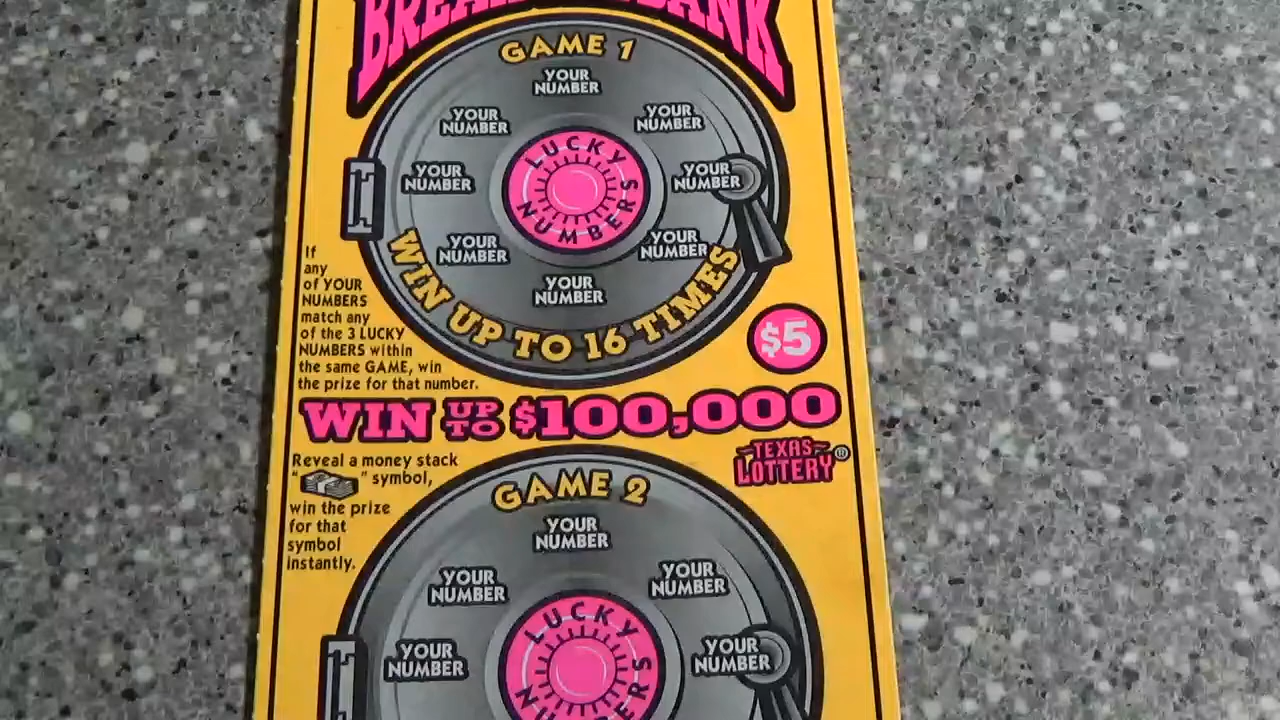 GAME 1
YOUR
NUMBER
YOUR
NUMBER
YOUR
NUMBER
YOUR
NUMBER
LUCKY
NUMBERS
YOUR
NUMBER
YOUR
NUMBER
YOUR
NUMBER
YOUR
NUMBER
WIN UP TO 16 TIMES
If
any
of YOUR
NUMBERS
match any
of the 3 LUCKY
NUMBERS within
the same GAME, win
the prize for that number.
$5
WIN UP TO $100,000
TEXAS
LOTTERY®
Reveal a money stack
" " symbol,
win the prize
for that
symbol
instantly.
GAME 2
YOUR
NUMBER
YOUR
NUMBER
YOUR
NUMBER
YOUR
NUMBER
LUCKY
NUMBERS
YOUR
NUMBER